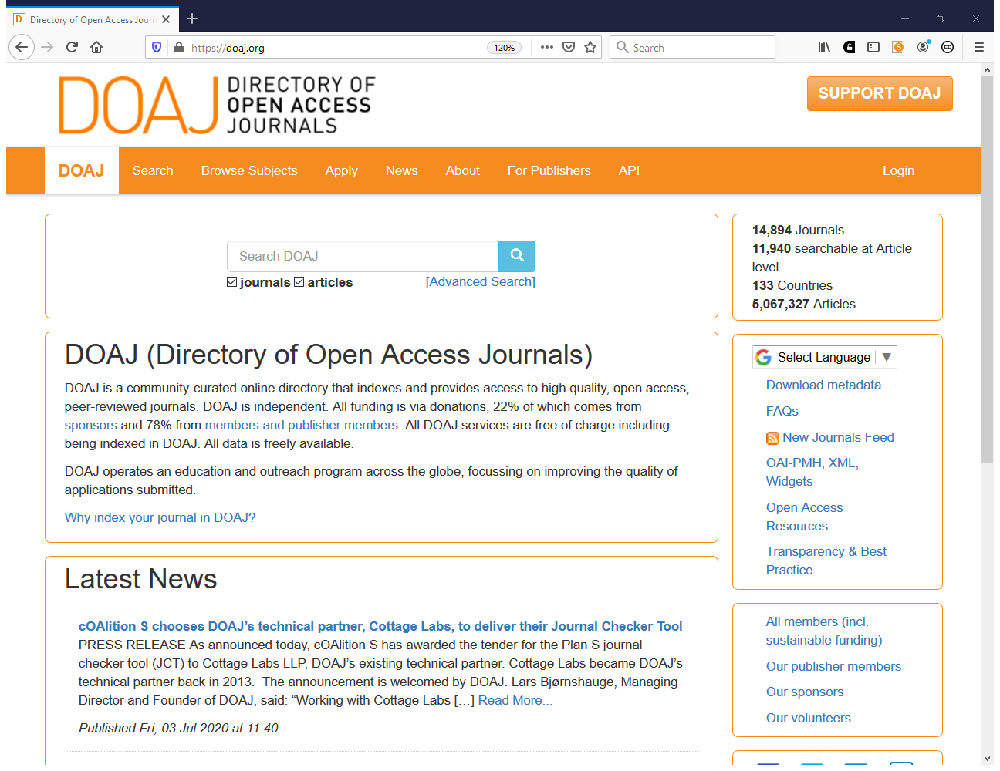 Directory of Open Access Journ
https://doaj.org
120%
Search
DOAJ
DIRECTORY OF
OPEN ACCESS
JOURNALS
SUPPORT DOAJ
DOAJ Search Browse Subjects Apply News About For Publishers API Login
Search DOAJ
journals articles [Advanced Search]
14,894 Journals
11,940 searchable at Article
level
133 Countries
5,067,327 Articles
DOAJ (Directory of Open Access Journals)
DOAJ is a community-curated online directory that indexes and provides access to high quality, open access,
peer-reviewed journals. DOAJ is independent. All funding is via donations, 22% of which comes from
sponsors and 78% from members and publisher members. All DOAJ services are free of charge including
being indexed in DOAJ. All data is freely available.
DOAJ operates an education and outreach program across the globe, focussing on improving the quality of
applications submitted.
Why index your journal in DOAJ?
Select Language
Download metadata
FAQs
New Journals Feed
OAI-PMH, XML,
Widgets
Open Access
Resources
Transparency & Best
Practice
Latest News
cOAlition S chooses DOAJ’s technical partner, Cottage Labs, to deliver their Journal Checker Tool
PRESS RELEASE As announced today, cOAlition S has awarded the tender for the Plan S journal
checker tool (JCT) to Cottage Labs LLP, DOAJ’s existing technical partner. Cottage Labs became DOAJ’s
technical partner back in 2013.  The announcement is welcomed by DOAJ. Lars Bjørnshauge, Managing
Director and Founder of DOAJ, said: “Working with Cottage Labs […] Read More...
Published Fri, 03 Jul 2020 at 11:40
All members (incl.
sustainable funding)
Our publisher members
Our sponsors
Our volunteers